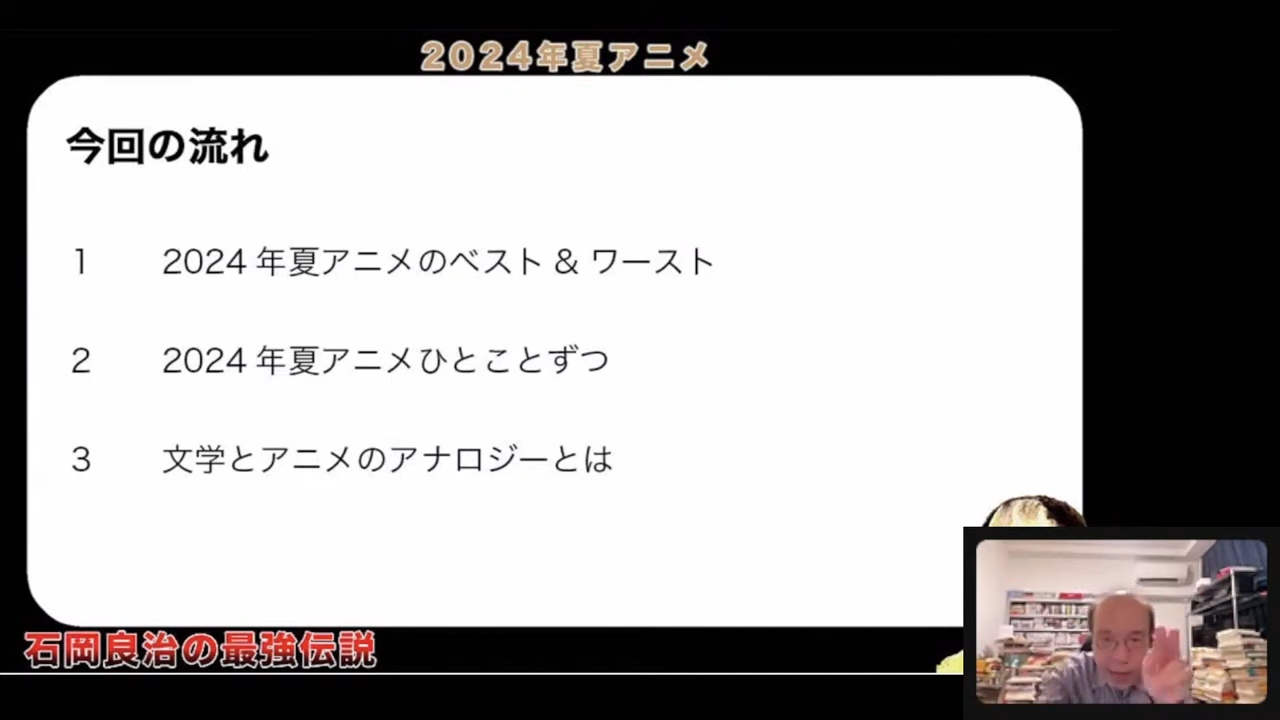 2024年夏アニメ
今回の流れ
1 2024年夏アニメのベスト&ワースト
2 2024年夏アニメひとことずつ
3 文学とアニメのアナロジーとは
石岡良治の最強伝説